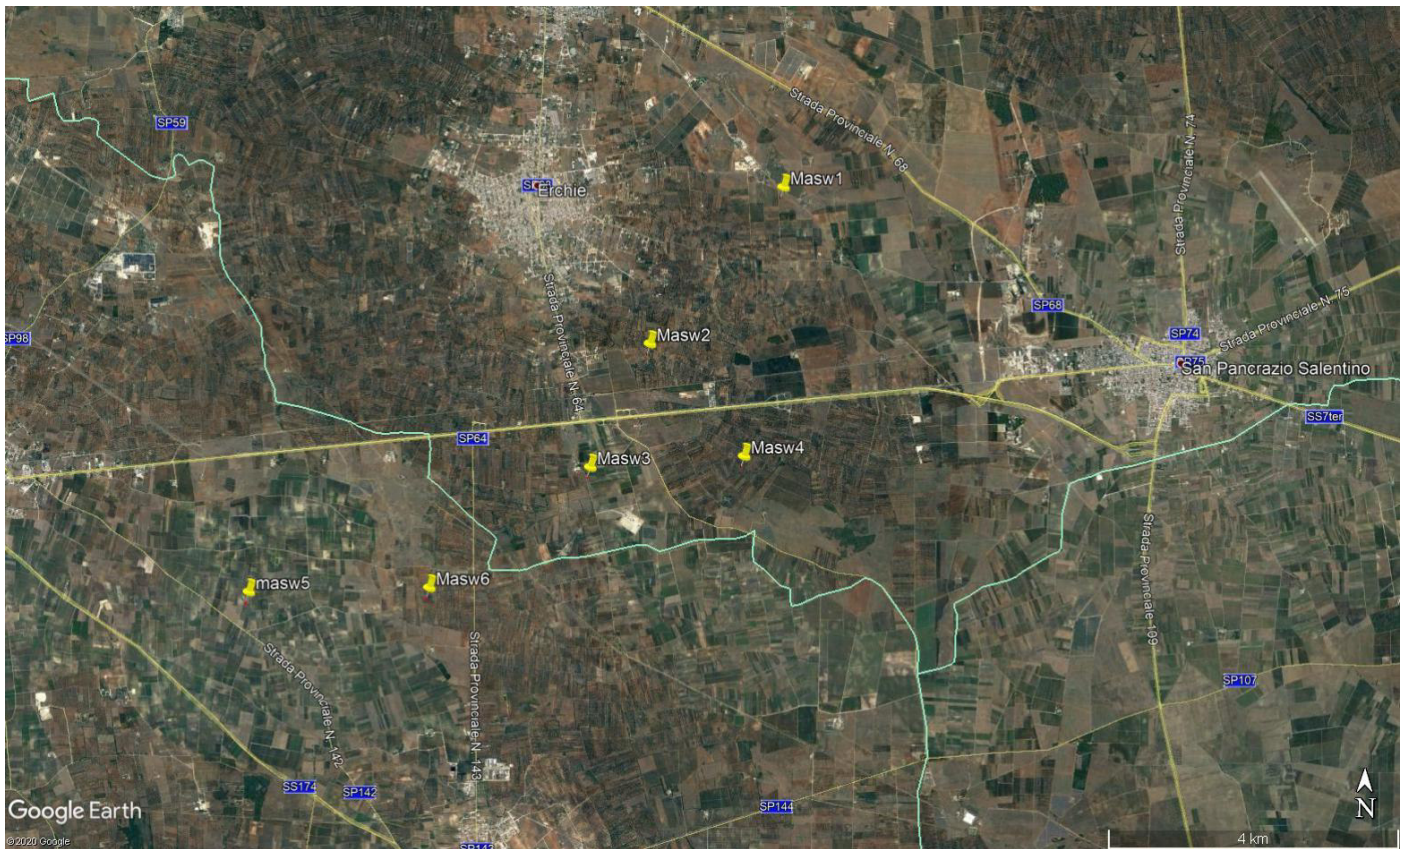 SP59
Strada Provinciale N. 68
Strada Provinciale N. 74
Masw1
Erchie
Strada Provinciale N. 64
SP68
Strada Provinciale N. 75
SP98
Masw2
SP74
SP75
San Pancrazio Salentino
SS7ter
SP64
Masw3
Masw4
masw5
Masw6
Strada Provinciale 109
Strada Provinciale N. 142
Strada Provinciale N. 143
SP107
SS174
SP142
SP144
Google Earth
©2020 Google
N
4 km